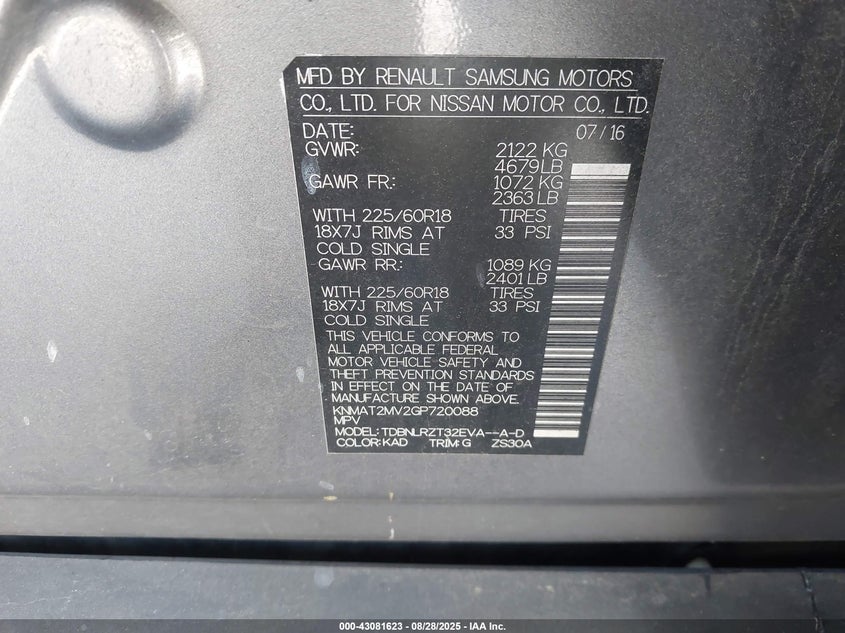 MFD BY RENAULT SAMSUNG MOTORS
CO., LTD. FOR NISSAN MOTOR CO., LTD.
DATE: 07/16
GVWR: 2122 KG
4679LB
GAWR FR.: 1072 KG
2363 LB
WITH 225/60R18 TIRES
18X7J RIMS AT 33 PSI
COLD SINGLE
GAWR RR.: 1089 KG
2401 LB
WITH 225/60R18 TIRES
18X7J RIMS AT 33 PSI
COLD SINGLE
THIS VEHICLE CONFORMS TO
ALL APPLICABLE FEDERAL
MOTOR VEHICLE SAFETY AND
THEFT PREVENTION STANDARDS
IN EFFECT ON THE DATE OF
MANUFACTURE SHOWN ABOVE.
KNMAT2MV2GP720088
MPV
MODEL: TDBNLRZT32EVA--A-D
COLOR: KAD TRIM: G ZS30A
000-43081623 — 08/28/2025 — IAA Inc.